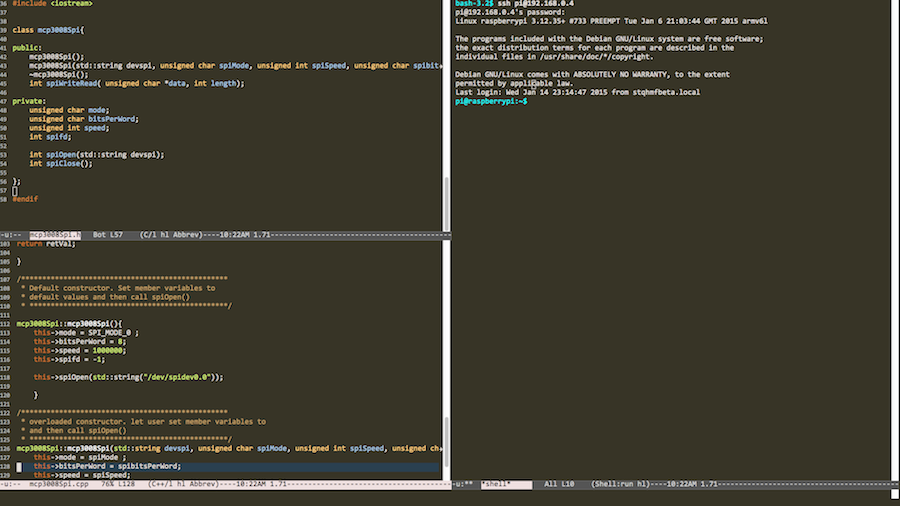 36 #include <iostream>
37
38
39 class mcp3008Spi{
40
41 public:
42     mcp3008Spi();
43     mcp3008Spi(std::string devspi, unsigned char spiMode, unsigned int spiSpeed, unsigned char spibit
44     ~mcp3008Spi();
45     int spiWriteRead( unsigned char *data, int length);
46
47 private:
48     unsigned char mode;
49     unsigned char bitsPerWord;
50     unsigned int speed;
51     int spifd;
52
53     int spiOpen(std::string devspi);
54     int spiClose();
55
56 };
57
58 #endif
-u:--  mcp3008Spi.h   Bot L57    (C/l hl Abbrev)----10:22AM 1.71
103 return retVal;
104
105 }
106
107 /************************************************
108  * Default constructor. Set member variables to
109  * default values and then call spiOpen()
110  * ***********************************************/
111
112 mcp3008Spi::mcp3008Spi(){
113     this->mode = SPI_MODE_0 ;
114     this->bitsPerWord = 8;
115     this->speed = 1000000;
116     this->spifd = -1;
117
118     this->spiOpen(std::string("/dev/spidev0.0"));
119
120     }
121
122 /************************************************
123  * overloaded constructor. let user set member variables to
124  * and then call spiOpen()
125  * ***********************************************/
126 mcp3008Spi::mcp3008Spi(std::string devspi, unsigned char spiMode, unsigned int spiSpeed, unsigned ch
127     this->mode = spiMode ;
128     this->bitsPerWord = spibitsPerWord;
129     this->speed = spiSpeed;
-u:--  mcp3008Spi.cpp   76% L128   (C++/l hl Abbrev)----10:22AM 1.71
bash-3.2$ ssh pi@192.168.0.4
pi@192.168.0.4's password:
Linux raspberrypi 3.12.35+ #733 PREEMPT Tue Jan 6 21:03:44 GMT 2015 armv6l

The programs included with the Debian GNU/Linux system are free software;
the exact distribution terms for each program are described in the
individual files in /usr/share/doc/*/copyright.

Debian GNU/Linux comes with ABSOLUTELY NO WARRANTY, to the extent
permitted by applicable law.
Last login: Wed Jan 14 23:14:47 2015 from stqhmfbeta.local
pi@raspberrypi:~$
-u:**  *shell*   All L10    (Shell:run hl)----10:22AM 1.71